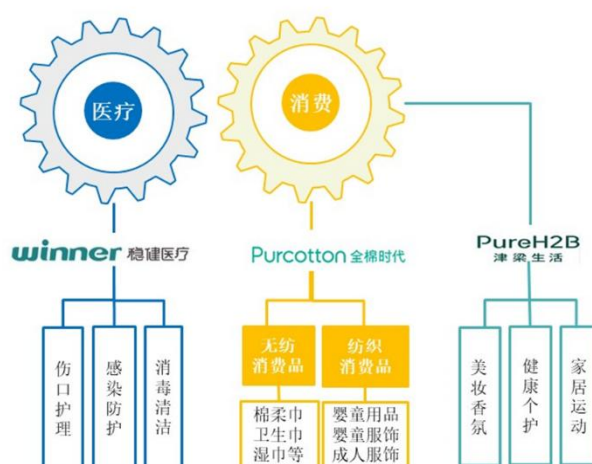 医疗
消费
winner 稳健医疗
Purcotton 全棉时代
PureH2B
津梁生活
伤口护理
感染防护
消毒清洁
无纺
消费品
纺织
消费品
棉柔巾
卫生巾
湿巾等
婴童用品
婴童服饰
成人服饰
美妆香氛
健康个护
家居运动